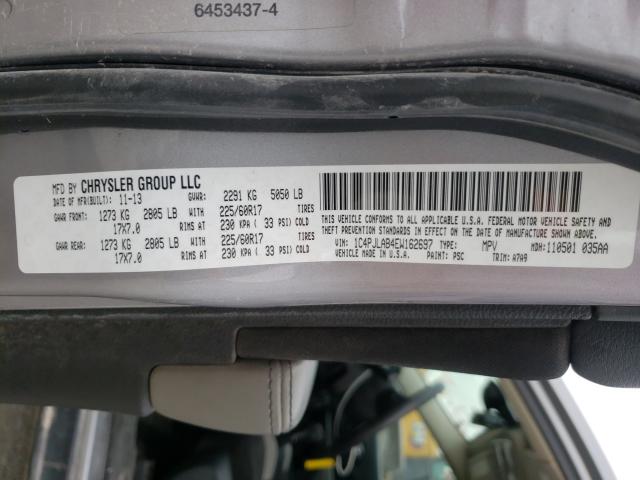 6453437-4
MFD BY CHRYSLER GROUP LLC
DATE OF MFR(BUILT): 11-13 GVWR: 2291 KG 5050 LB
GAWR FRONT: 1273 KG 2805 LB WITH 225/60R17 TIRES
17X7.0 RIMS AT 230 KPA ( 33 PSI) COLD
GAWR REAR: 1273 KG 2805 LB WITH 225/60R17 TIRES
17X7.0 RIMS AT 230 KPA ( 33 PSI) COLD
THIS VEHICLE CONFORMS TO ALL APPLICABLE U.S.A. FEDERAL MOTOR VEHICLE SAFETY AND
THEFT PREVENTION STANDARDS IN EFFECT ON THE DATE OF MANUFACTURE SHOWN ABOVE.
VIN: 1C4PJLAB4EW162697 TYPE: MPV MDH: 110501 035AA
VEHICLE MADE IN U.S.A. PAINT: PSC TRIM: A7A9